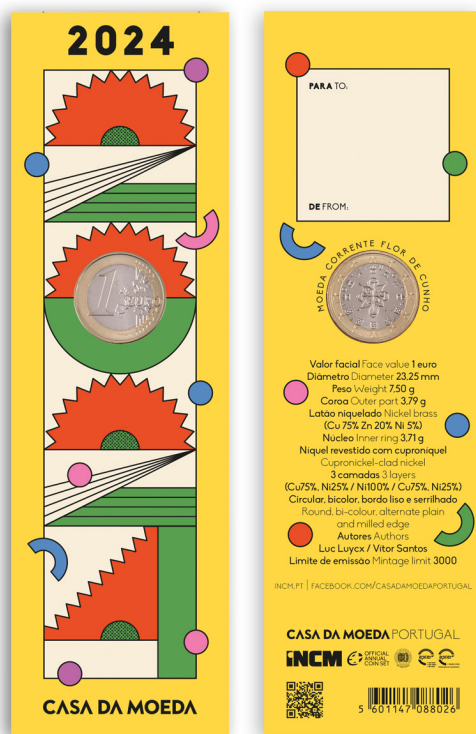 2024
1 EURO
CASA DA MOEDA
PARA TO:
DE FROM:
MOEDA CORRENTE FLOR DE CUNHO
Valor facial Face value 1 euro
Diâmetro Diameter 23,25 mm
Peso Weight 7,50 g
Coroa Outer part 3,79 g
Latão niquelado Nickel brass
(Cu 75% Zn 20% Ni 5%)
Núcleo Inner ring 3,71 g
Níquel revestido com cuproníquel
Cupronickel-clad nickel
3 camadas 3 layers
(Cu75%, Ni25% / Ni100% / Cu75%, Ni25%)
Circular, bicolor, bordo liso e serrilhado
Round, bi-colour, alternate plain
and milled edge
Autores Authors
Luc Luycx / Vítor Santos
Limite de emissão Mintage limit 3000
INCM.PT | FACEBOOK.COM/CASADAMOEDAPORTUGAL
CASA DA MOEDA PORTUGAL
INCM OFFICIAL ANNUAL COIN SET
5 601147 088026